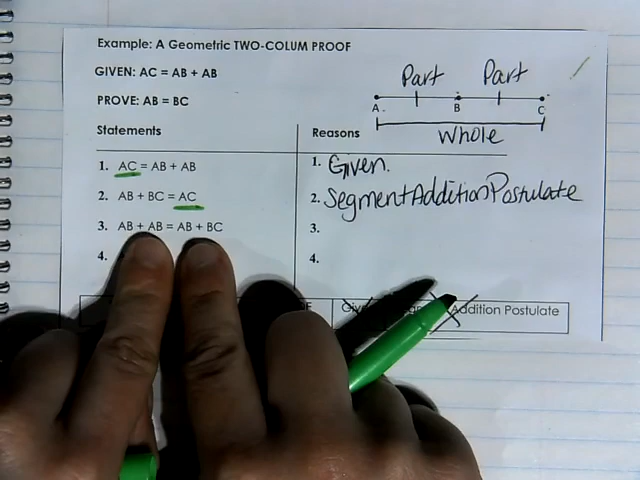 Example: A Geometric TWO-COLUM PROOF
GIVEN: AC = AB + AB
PROVE: AB = BC
Part Part
A B C
Whole
Statements Reasons
1. AC = AB + AB 1. Given.
2. AB + BC = AC 2. Segment Addition Postulate
3. AB + AB = AB + BC 3.
4. 4.
Addition Postulate